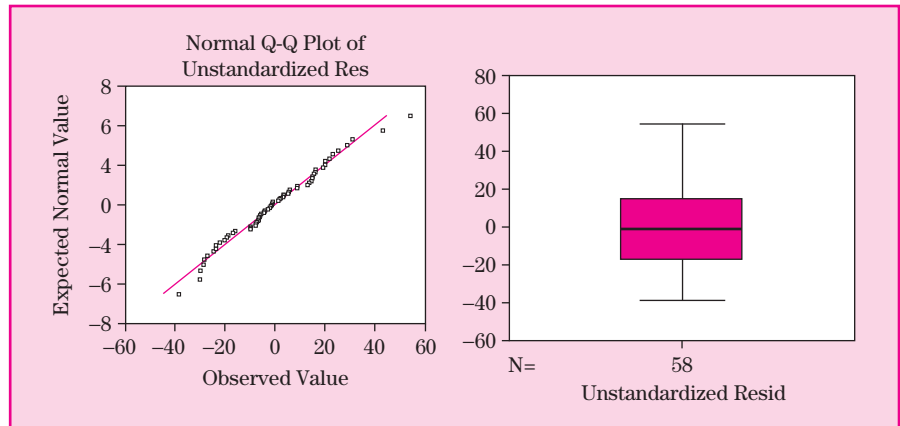 Normal Q-Q Plot of
Unstandardized Res
Expected Normal Value
8
6
4
0
−4
−6
−8
−60 −40 −20 0 20 40 60
Observed Value
80
60
40
20
0
−20
−40
−60
N= 58
Unstandardized Resid